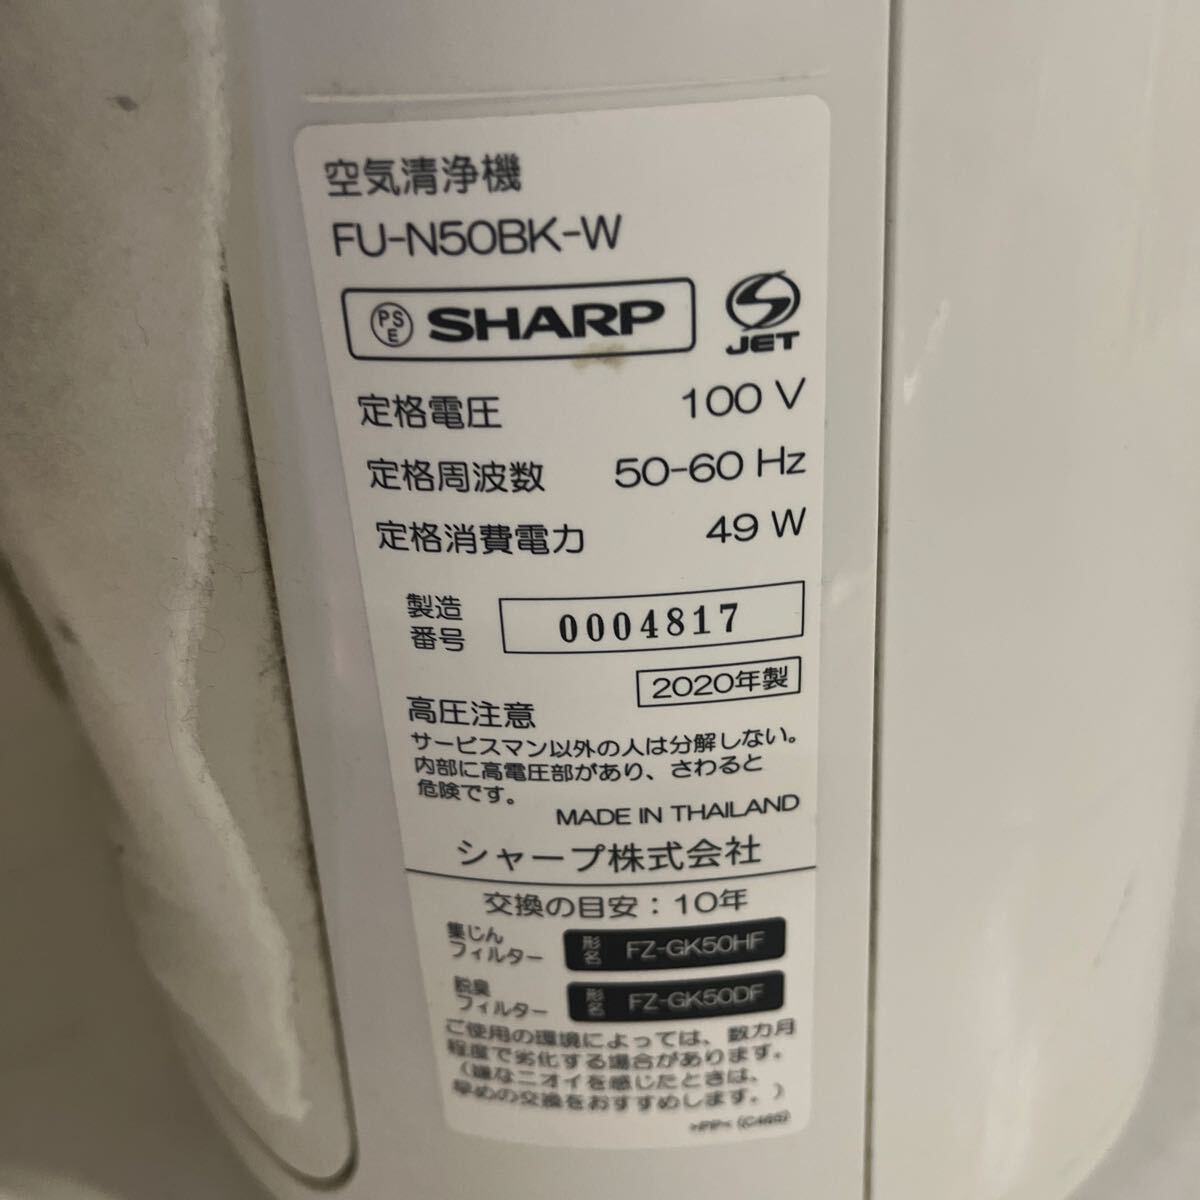 空気清浄機
FU-N50BK-W
PS E SHARP JET
定格電圧 100 V
定格周波数 50-60 Hz
定格消費電力 49 W
製造番号 0004817
2020年製
高圧注意
サービスマン以外の人は分解しない。
内部に高電圧部があり、さわると
危険です。
MADE IN THAILAND
シャープ株式会社
交換の目安：10年
集じんフィルター 形名 FZ-GK50HF
脱臭フィルター 形名 FZ-GK50DF
ご使用の環境によっては、数カ月
程度で劣化する場合があります。
（嫌なニオイを感じたときは、
早めの交換をおすすめします。）
>PP<